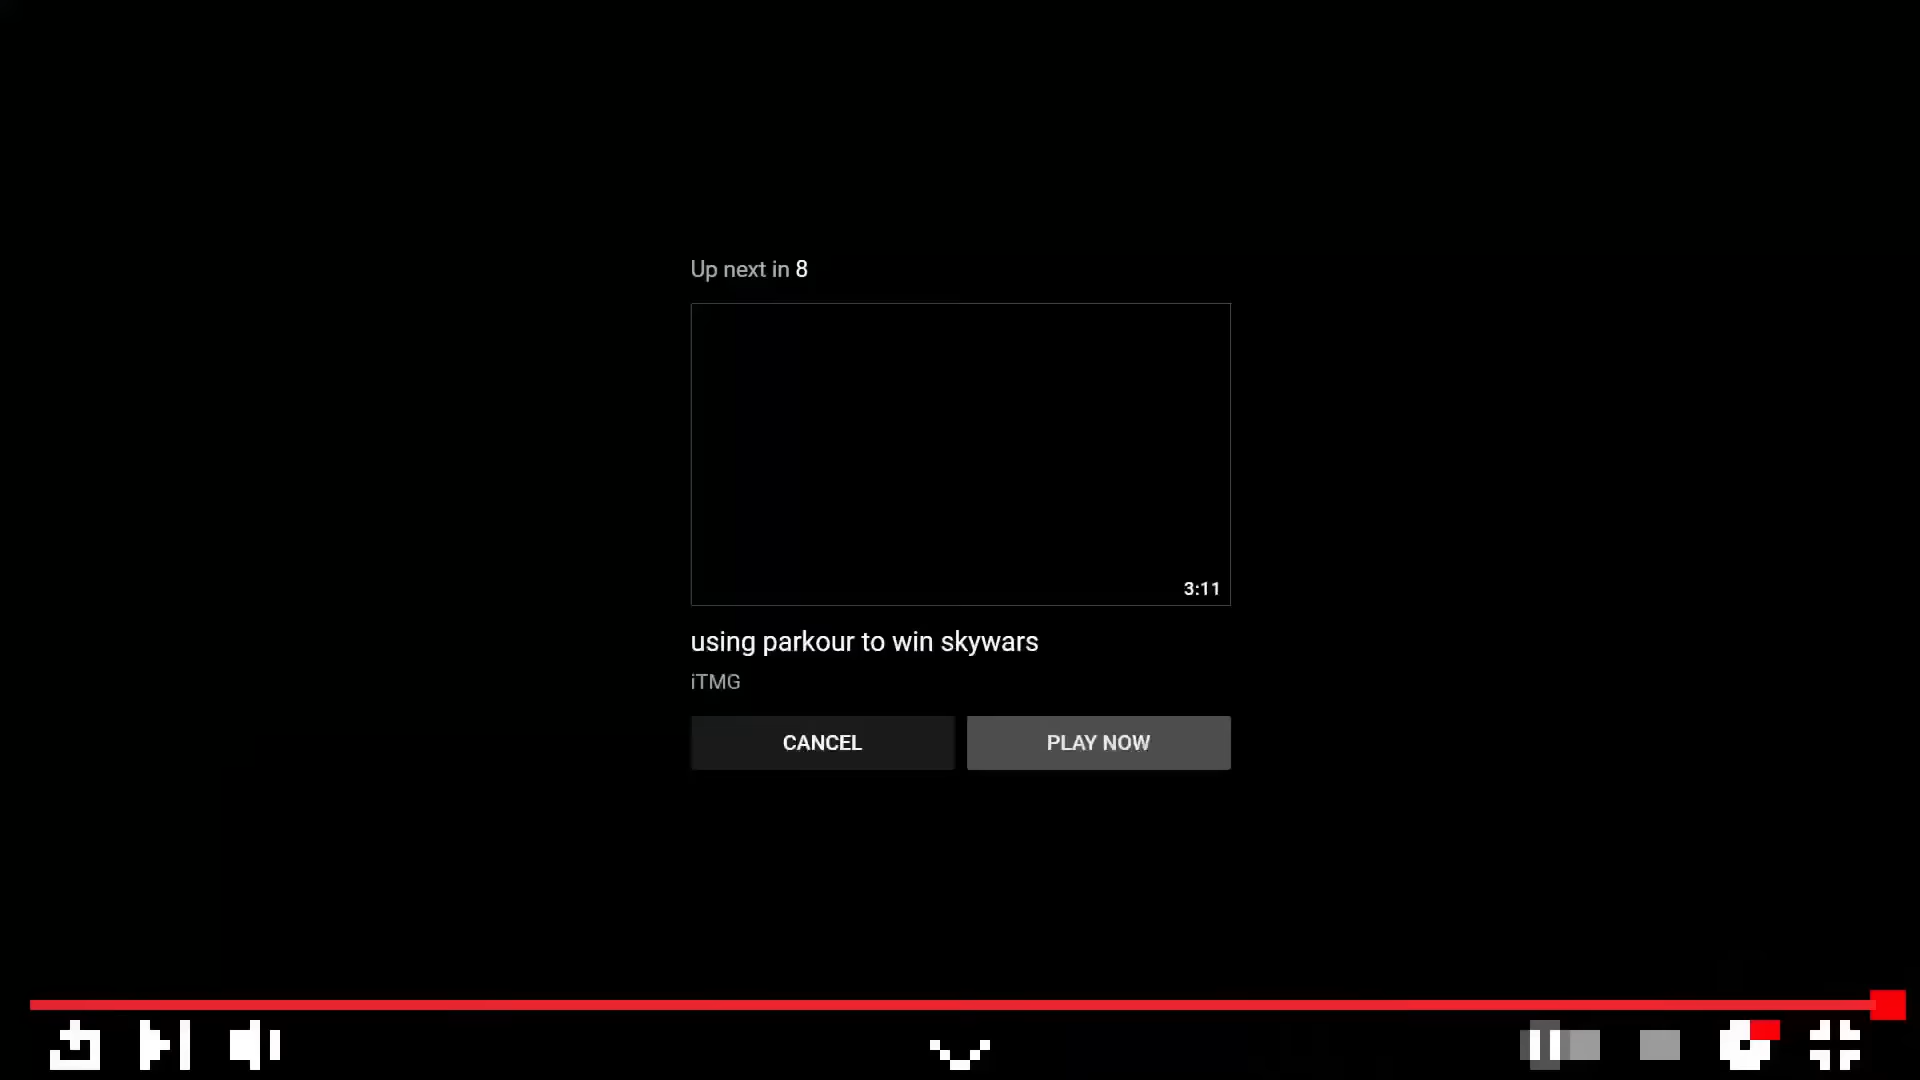 Up next in 8
3:11
using parkour to win skywars
iTMG
CANCEL
PLAY NOW